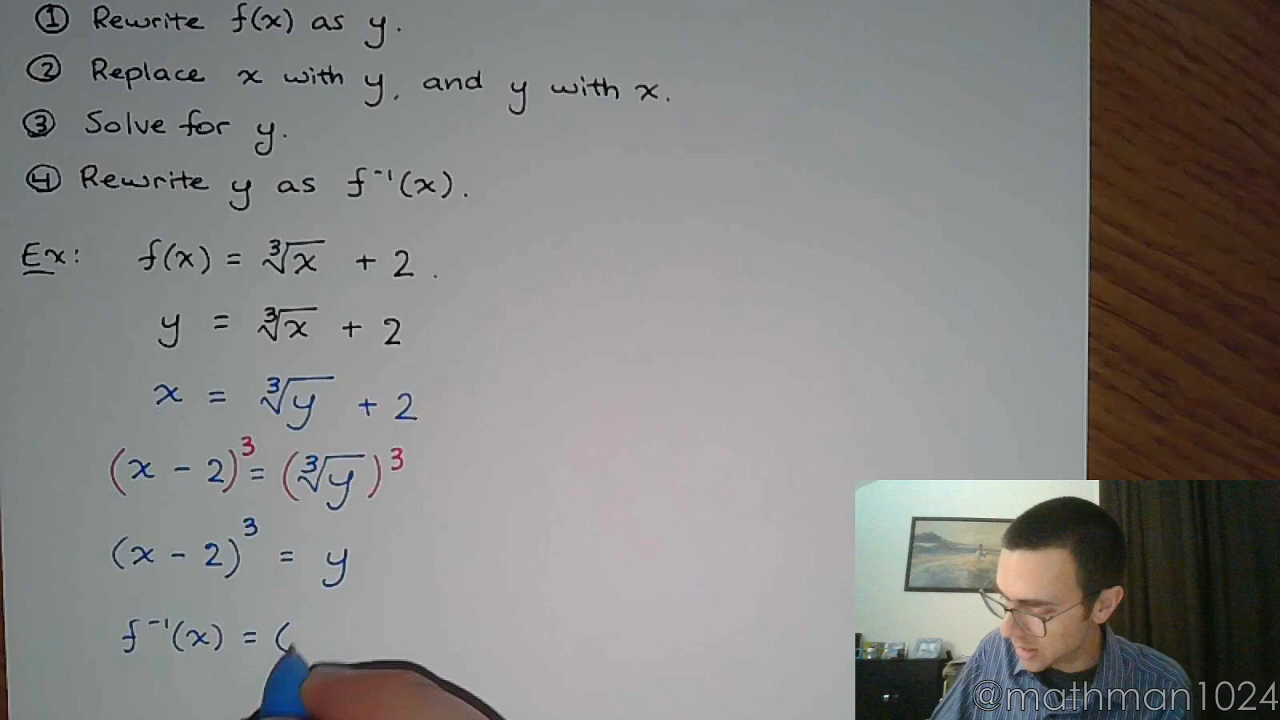 ① Rewrite f(x) as y.
② Replace x with y, and y with x.
③ Solve for y.
④ Rewrite y as f⁻¹(x).
Ex: f(x) = ∛x + 2.
y = ∛x + 2
x = ∛y + 2
(x - 2)³ = (∛y)³
(x - 2)³ = y
f⁻¹(x) = (
@mathman1024